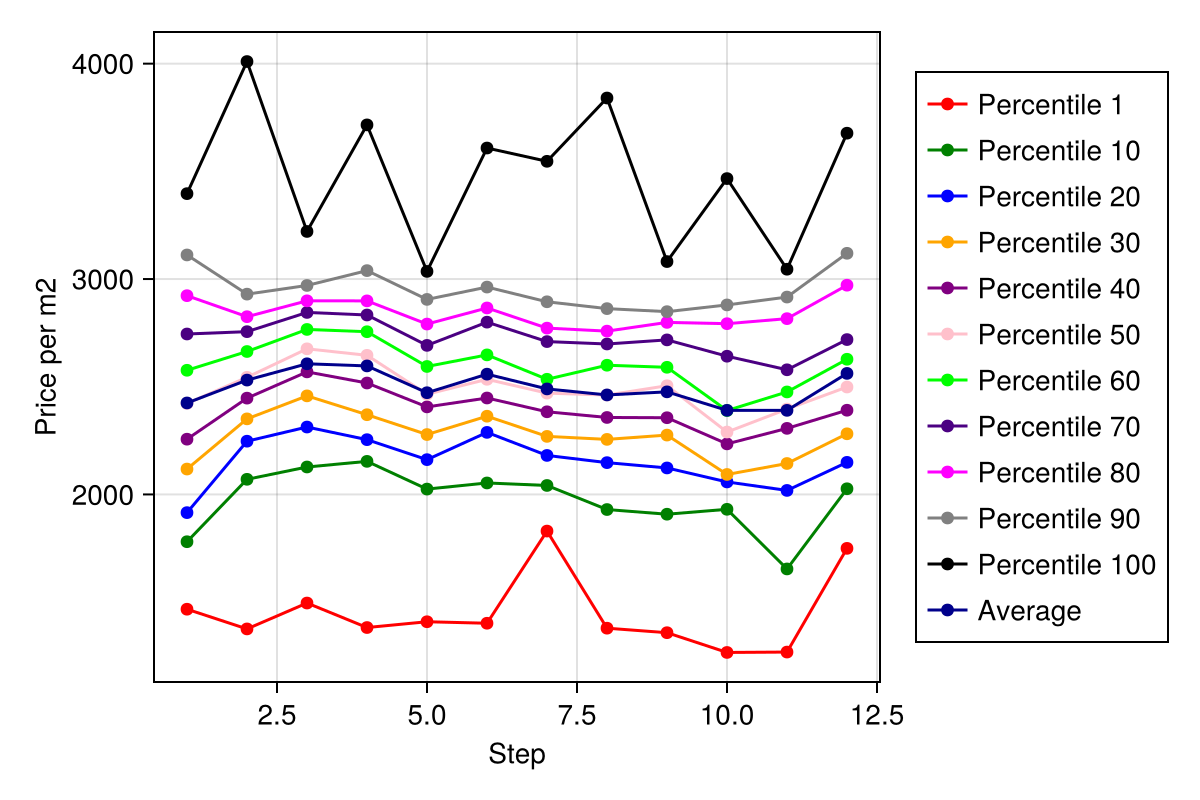 4000
3000
2000
Price per m2
2.5
5.0
7.5
10.0
12.5
Step
Percentile 1
Percentile 10
Percentile 20
Percentile 30
Percentile 40
Percentile 50
Percentile 60
Percentile 70
Percentile 80
Percentile 90
Percentile 100
Average